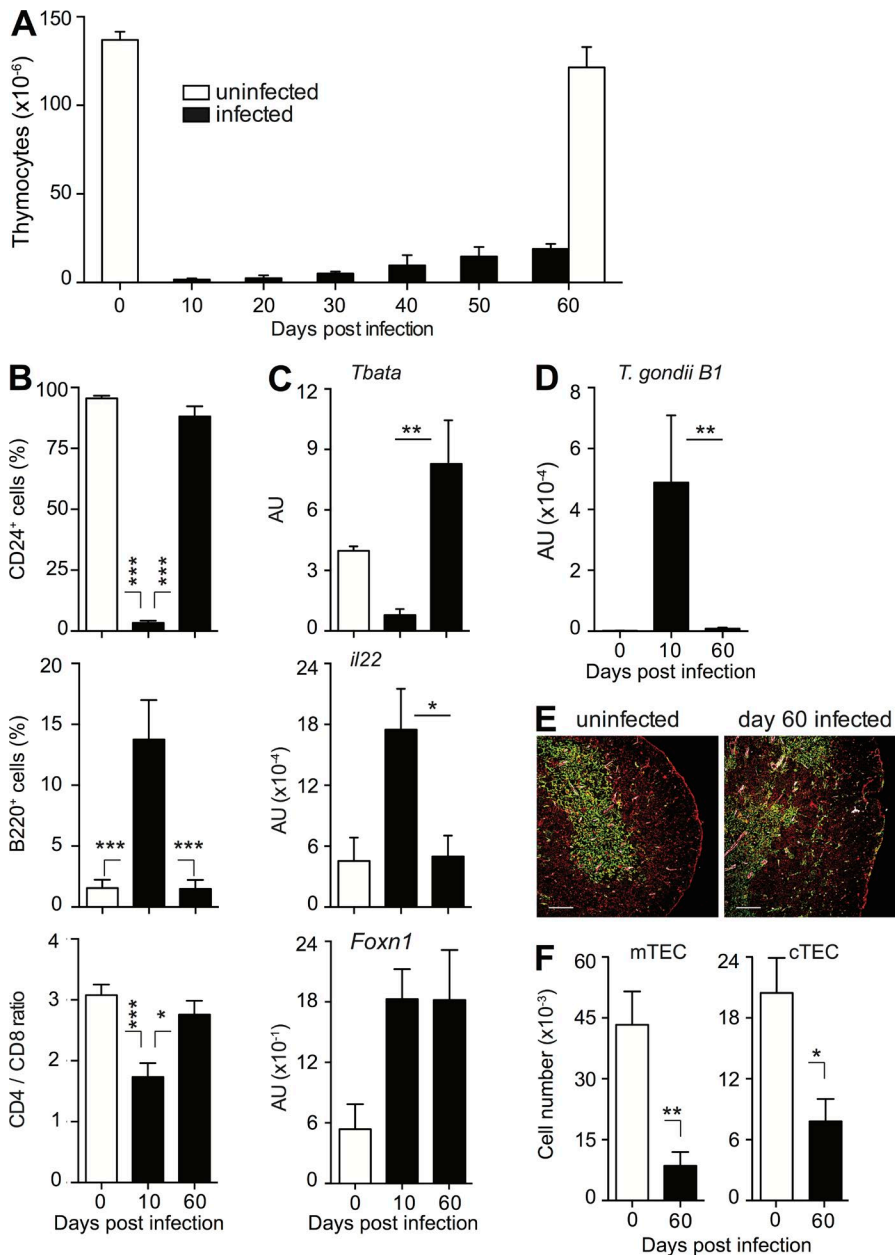 A
Thymocytes (x10⁻⁶)
150
100
50
0
uninfected
infected
0 10 20 30 40 50 60
Days post infection
B
CD24⁺ cells (%)
100
75
50
25
0
***
***
B220⁺ cells (%)
20
15
10
5
0
***
***
CD4 / CD8 ratio
4
3
2
1
0
***
*
0 10 60
Days post infection
C
Tbata
AU
12
9
6
3
0
**
il22
AU (x10⁻⁴)
24
18
12
6
0
*
Foxn1
AU (x10⁻¹)
24
18
12
6
0
0 10 60
Days post infection
D
T. gondii B1
AU (x10⁻⁴)
8
6
4
2
0
**
0 10 60
Days post infection
E
uninfected
day 60 infected
F
mTEC
Cell number (x10⁻³)
60
45
30
15
0
**
0 60
cTEC
24
18
12
6
0
*
0 60
Days post infection